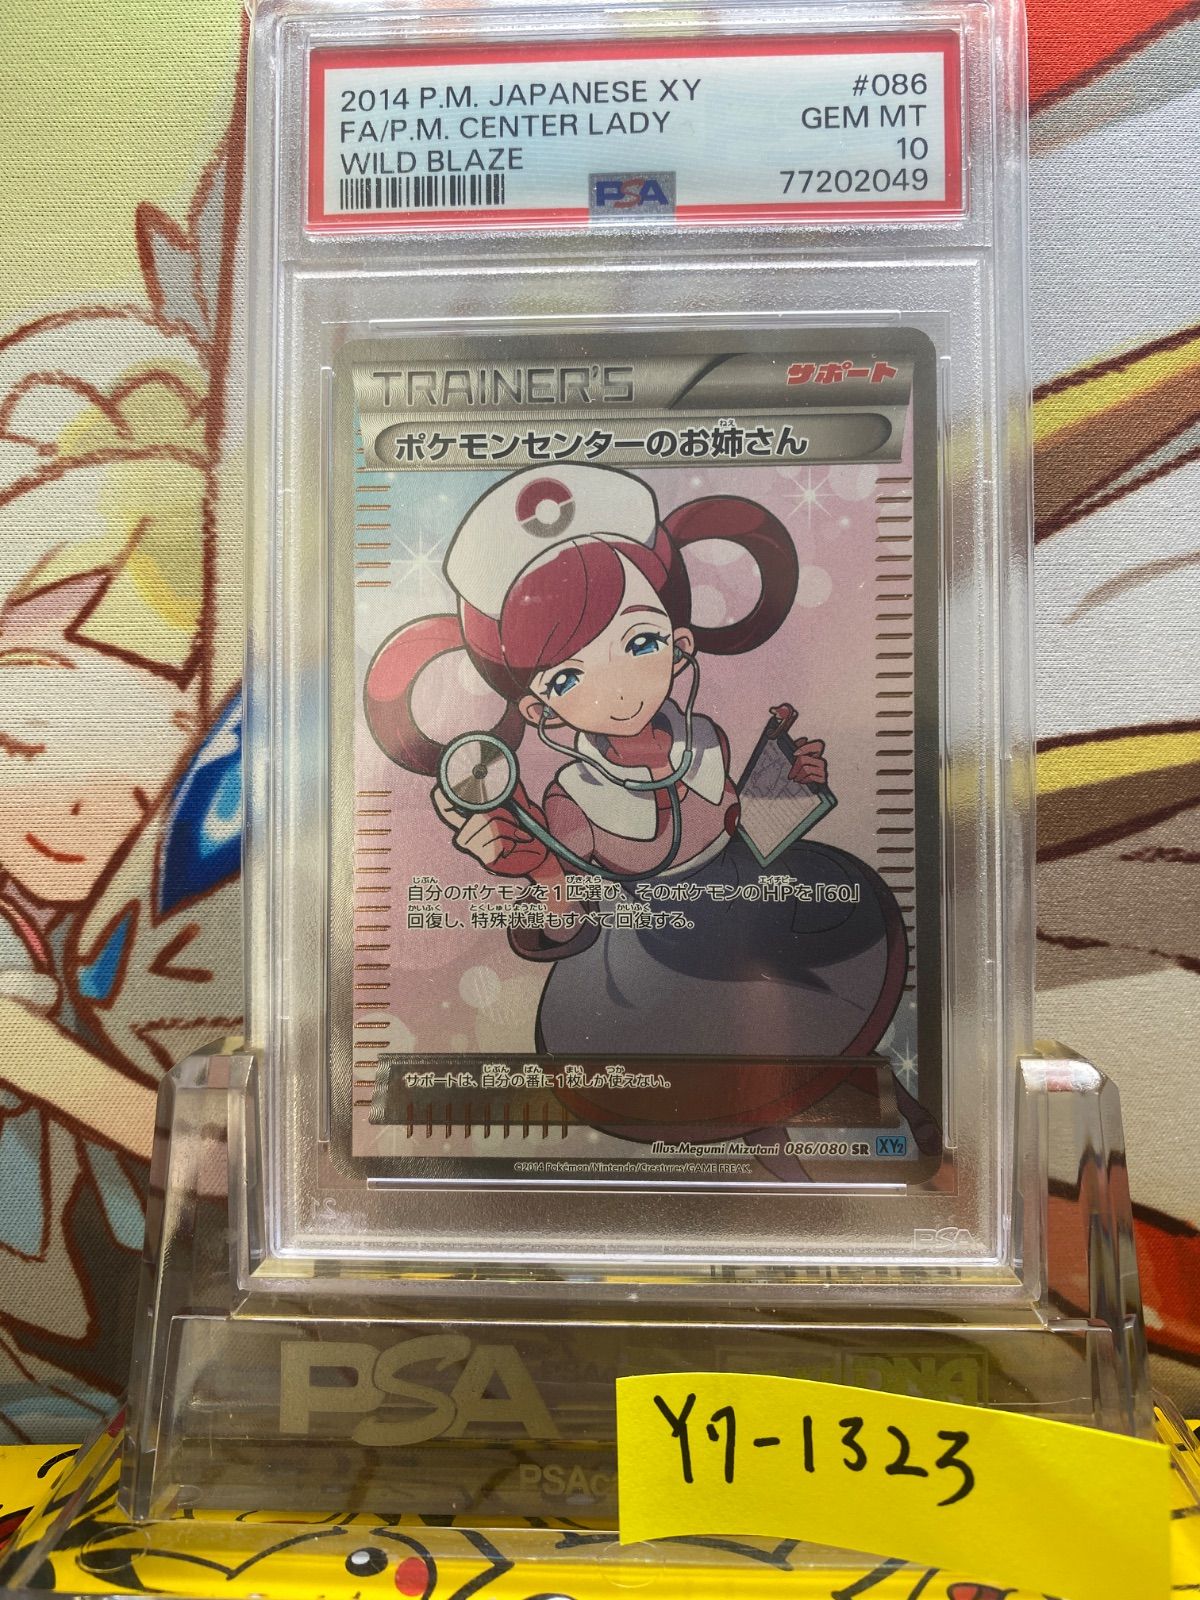 2014 P.M. JAPANESE XY #086
FA/P.M. CENTER LADY GEM MT
WILD BLAZE 10
PSA 77202049
TRAINER'S サポート
ねえ
ポケモンセンターのお姉さん
じぶん びきえら エイチピー
自分のポケモンを1匹選び、そのポケモンのHPを「60」
かいふく とくしゅじょうたい かいふく
回復し、特殊状態もすべて回復する。
じぶん ばん まい つか
サポートは、自分の番に1枚しか使えない。
Illus.Megumi Mizutani 086/080 SR XY2
©2014 Pokémon/Nintendo/Creatures/GAME FREAK.
PSA
PSA DNA
PSAc
Yワ-1323